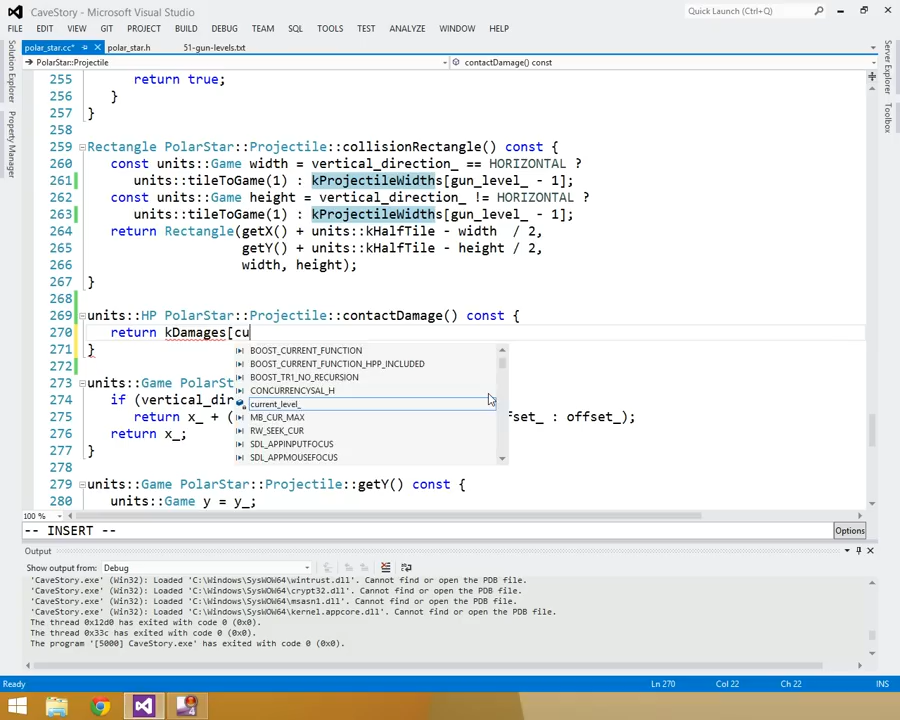 CaveStory - Microsoft Visual Studio
Quick Launch (Ctrl+Q)
FILE EDIT VIEW GIT PROJECT BUILD DEBUG TEAM SQL TOOLS TEST ANALYZE WINDOW HELP
polar_star.cc* polar_star.h 51-gun-levels.txt
PolarStar::Projectile contactDamage() const
Solution Explorer
Property Manager
Server Explorer
Toolbox
255 return true;
256 }
257 }
258
259 Rectangle PolarStar::Projectile::collisionRectangle() const {
260 const units::Game width = vertical_direction_ == HORIZONTAL ?
261 units::tileToGame(1) : kProjectileWidths[gun_level_ - 1];
262 const units::Game height = vertical_direction_ != HORIZONTAL ?
263 units::tileToGame(1) : kProjectileWidths[gun_level_ - 1];
264 return Rectangle(getX() + units::kHalfTile - width / 2,
265 getY() + units::kHalfTile - height / 2,
266 width, height);
267 }
268
269 units::HP PolarStar::Projectile::contactDamage() const {
270 return kDamages[cu
271 }
272
BOOST_CURRENT_FUNCTION
BOOST_CURRENT_FUNCTION_HPP_INCLUDED
BOOST_TR1_NO_RECURSION
CONCURRENCYSAL_H
current_level_
MB_CUR_MAX
RW_SEEK_CUR
SDL_APPINPUTFOCUS
SDL_APPMOUSEFOCUS
273 units::Game PolarSt
274 if (vertical_dir
275 return x_ + ( ffset_ : offset_);
276 return x_;
277 }
278
279 units::Game PolarStar::Projectile::getY() const {
280 units::Game y = y_;
100 %
-- INSERT -- Options
Output
Show output from: Debug
'CaveStory.exe' (Win32): Loaded 'C:\Windows\SysWOW64\wintrust.dll'. Cannot find or open the PDB file.
'CaveStory.exe' (Win32): Loaded 'C:\Windows\SysWOW64\crypt32.dll'. Cannot find or open the PDB file.
'CaveStory.exe' (Win32): Loaded 'C:\Windows\SysWOW64\msasn1.dll'. Cannot find or open the PDB file.
'CaveStory.exe' (Win32): Loaded 'C:\Windows\SysWOW64\kernel.appcore.dll'. Cannot find or open the PDB file.
The thread 0x12d0 has exited with code 0 (0x0).
The thread 0x33c has exited with code 0 (0x0).
The program '[5000] CaveStory.exe' has exited with code 0 (0x0).
Ready Ln 270 Col 22 Ch 22 INS